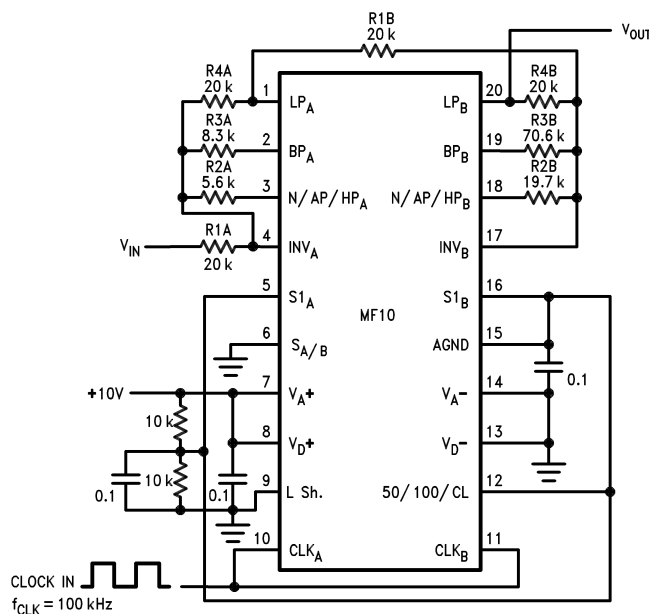 R1B
20 k
V_OUT
R4A
20 k
1
LP_A
LP_B
20
R4B
20 k
R3A
8.3 k
2
BP_A
BP_B
19
R3B
70.6 k
R2A
5.6 k
3
N/AP/HP_A
N/AP/HP_B
18
R2B
19.7 k
V_IN
R1A
20 k
4
INV_A
INV_B
17
5
S1_A
S1_B
16
MF10
6
S_A/B
AGND
15
0.1
+10V
7
V_A+
V_A−
14
10 k
8
V_D+
V_D−
13
10 k
0.1
0.1
9
L Sh.
50/100/CL
12
10
CLK_A
CLK_B
11
CLOCK IN
f_CLK = 100 kHz